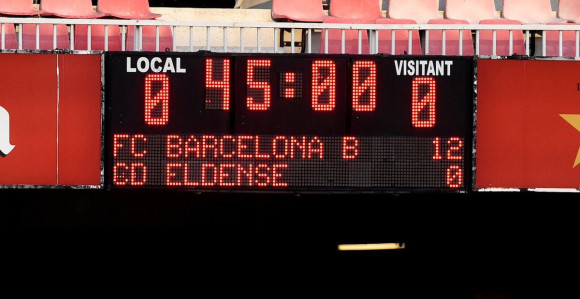 LOCAL 45:00 VISITANT
0 0
FC BARCELONA B 12
CD ELDENSE 0